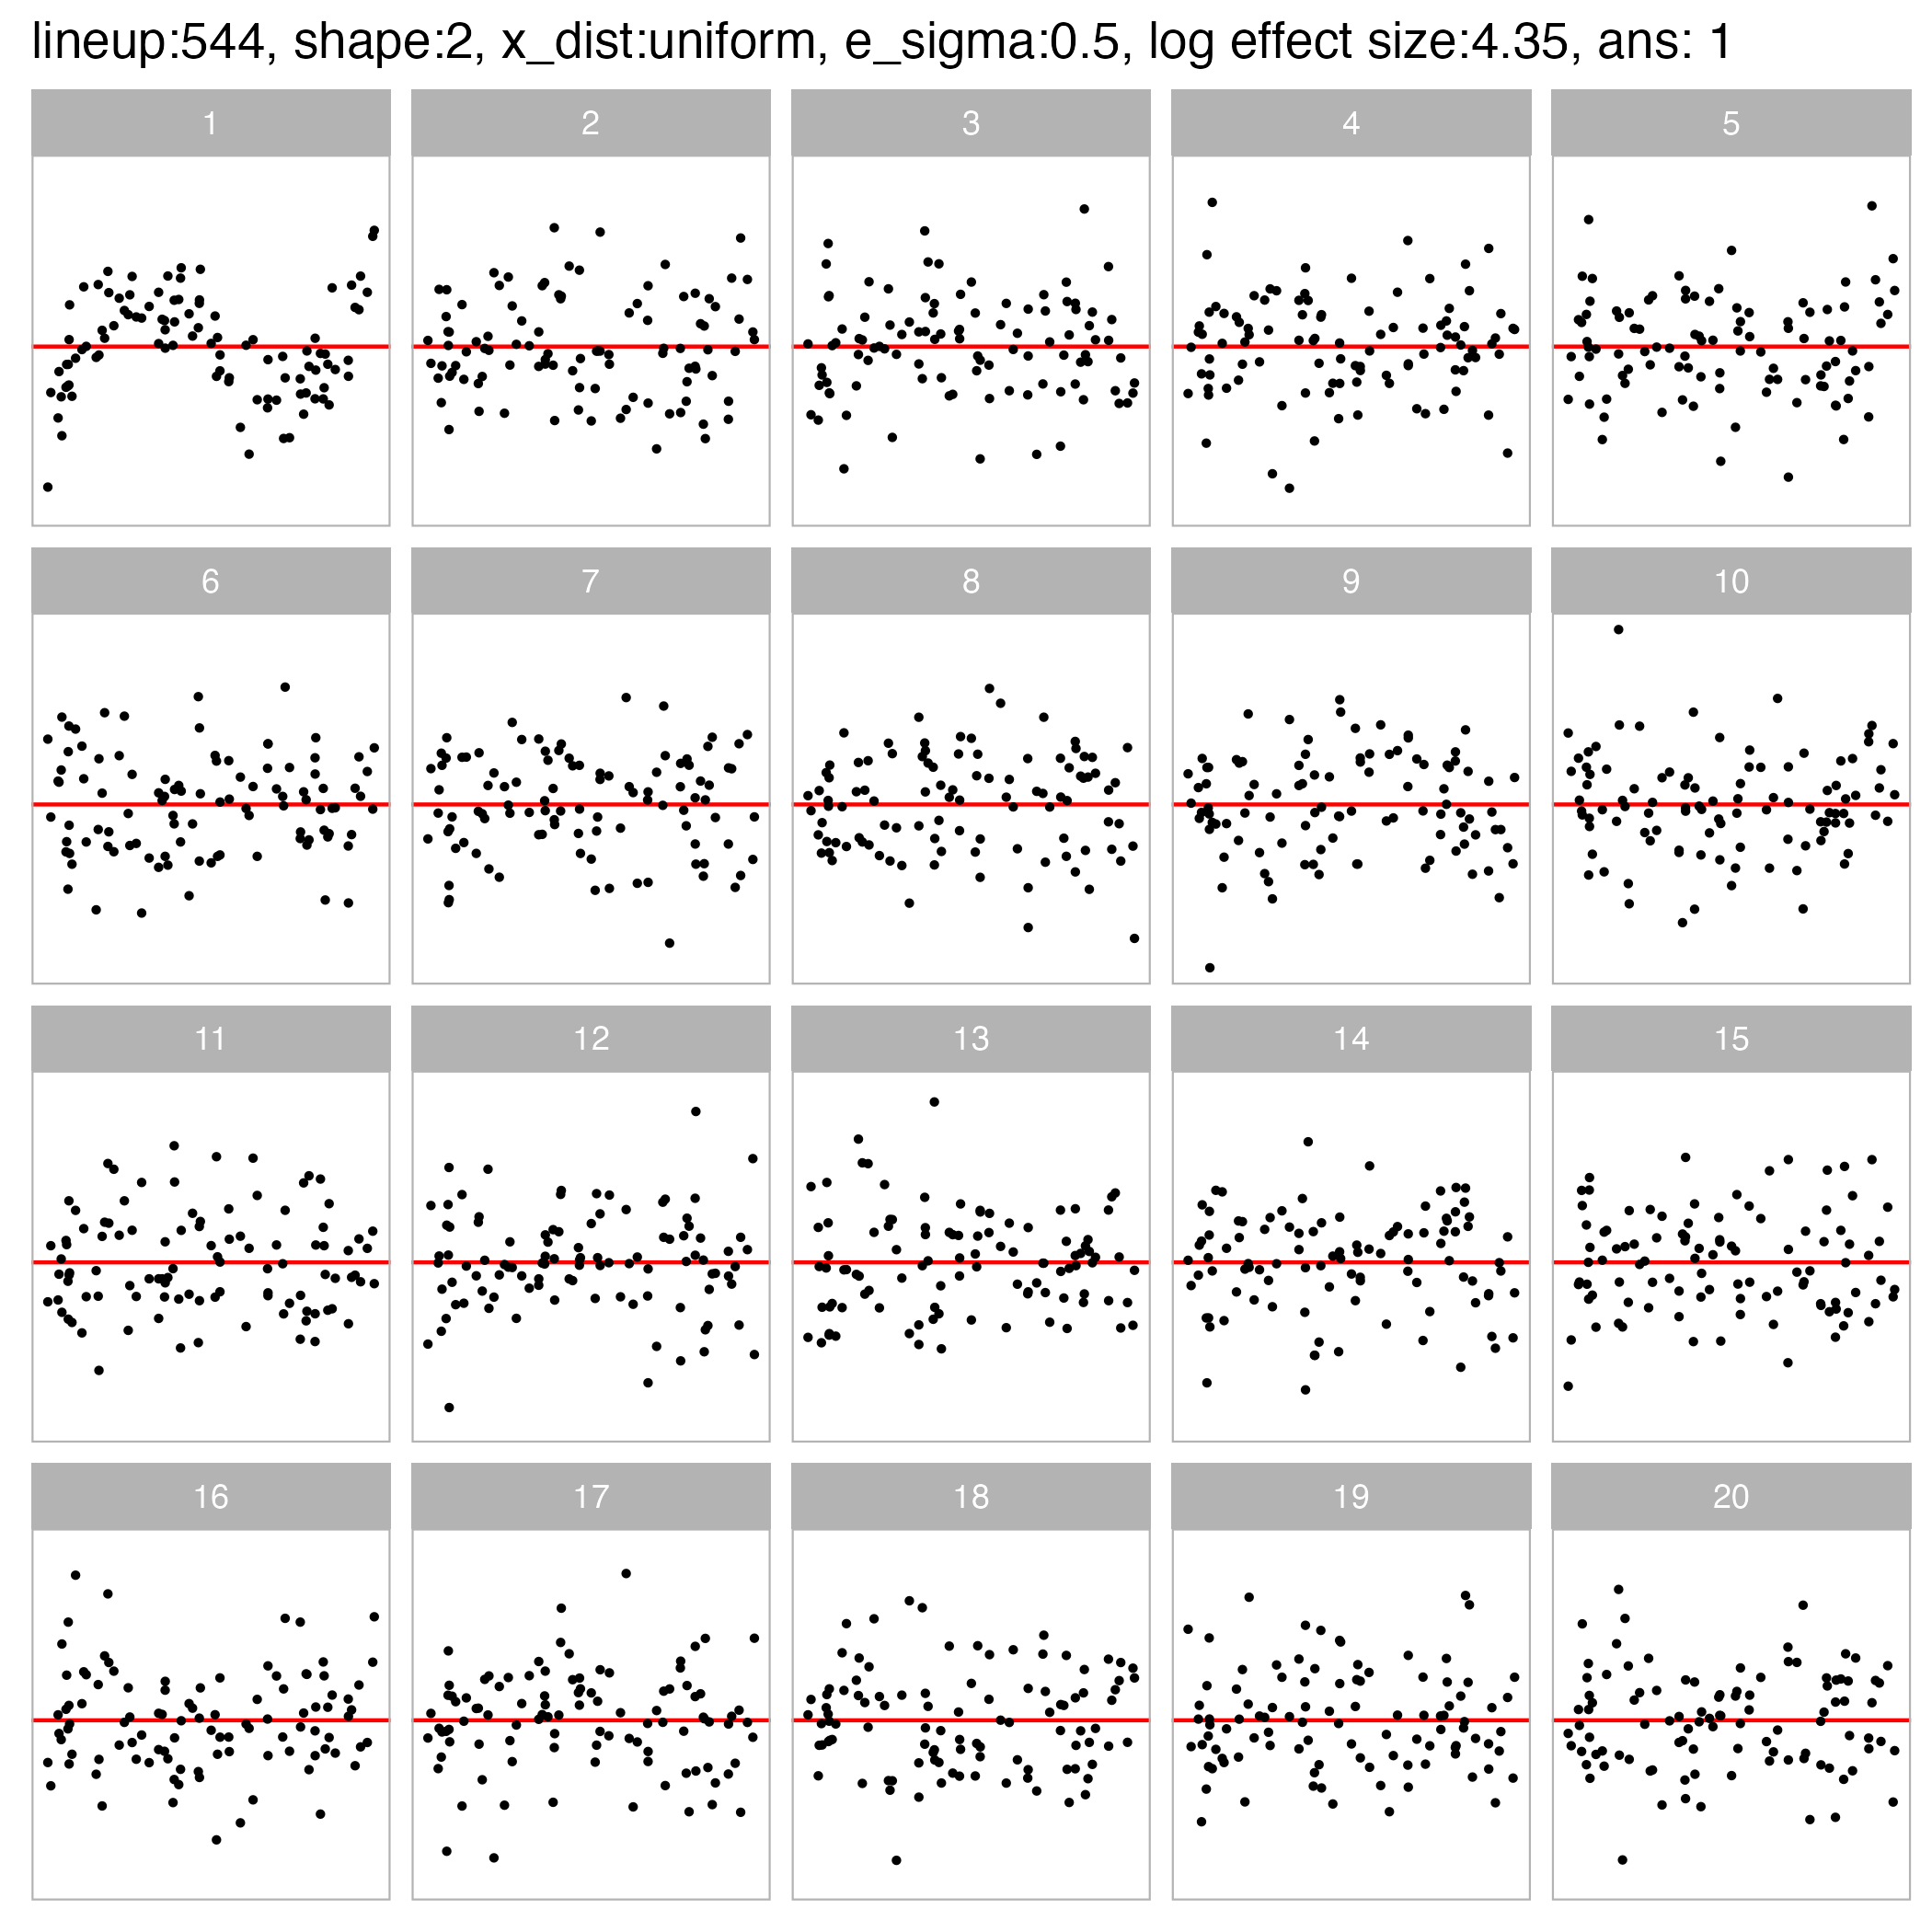 lineup:544, shape:2, x_dist:uniform, e_sigma:0.5, log effect size:4.35, ans: 1
1 2 3 4 5
6 7 8 9 10
11 12 13 14 15
16 17 18 19 20